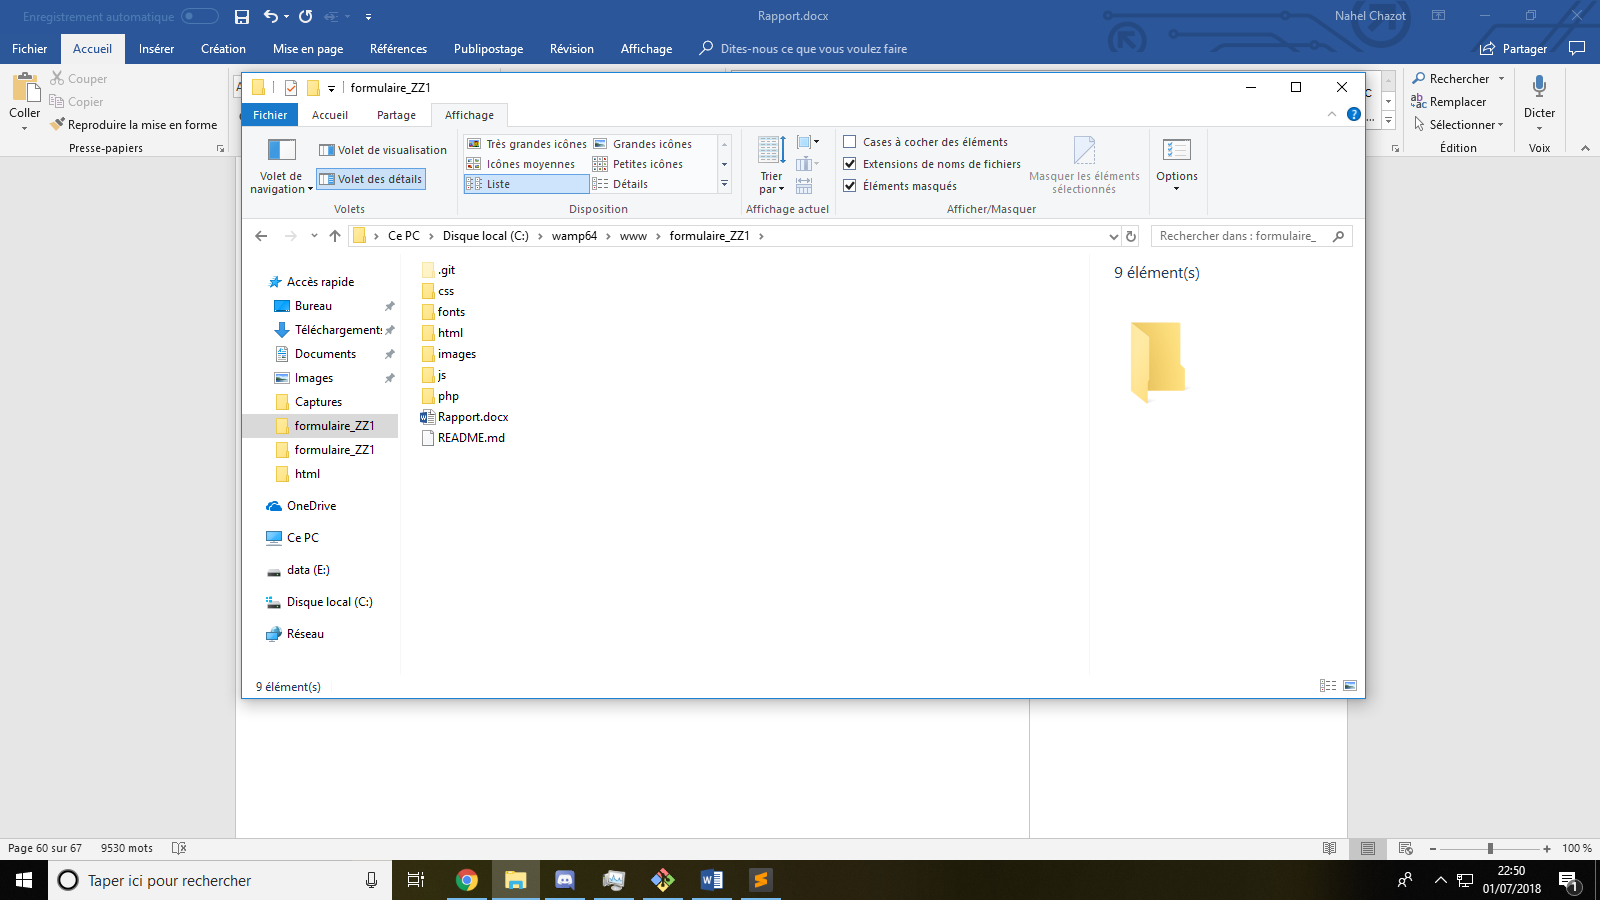 Enregistrement automatique
Rapport.docx
Nahel Chazot
Fichier Accueil Insérer Création Mise en page Références Publipostage Révision Affichage Dites-nous ce que vous voulez faire Partager
Coller
Couper
Copier
Reproduire la mise en forme
Presse-papiers
Rechercher
Remplacer
Sélectionner
Édition
Dicter
Voix
formulaire_ZZ1
Fichier Accueil Partage Affichage
Volet de navigation
Volet de visualisation
Volet des détails
Volets
Très grandes icônes Grandes icônes
Icônes moyennes Petites icônes
Liste Détails
Disposition
Trier par
Affichage actuel
Cases à cocher des éléments
Extensions de noms de fichiers
Éléments masqués
Masquer les éléments sélectionnés
Afficher/Masquer
Options
Ce PC Disque local (C:) wamp64 www formulaire_ZZ1
Rechercher dans : formulaire_
Accès rapide
Bureau
Téléchargements
Documents
Images
Captures
formulaire_ZZ1
formulaire_ZZ1
html
OneDrive
Ce PC
data (E:)
Disque local (C:)
Réseau
.git
css
fonts
html
images
js
php
Rapport.docx
README.md
9 élément(s)
9 élément(s)
Page 60 sur 67 9530 mots
100 %
Taper ici pour rechercher
22:50
01/07/2018
1